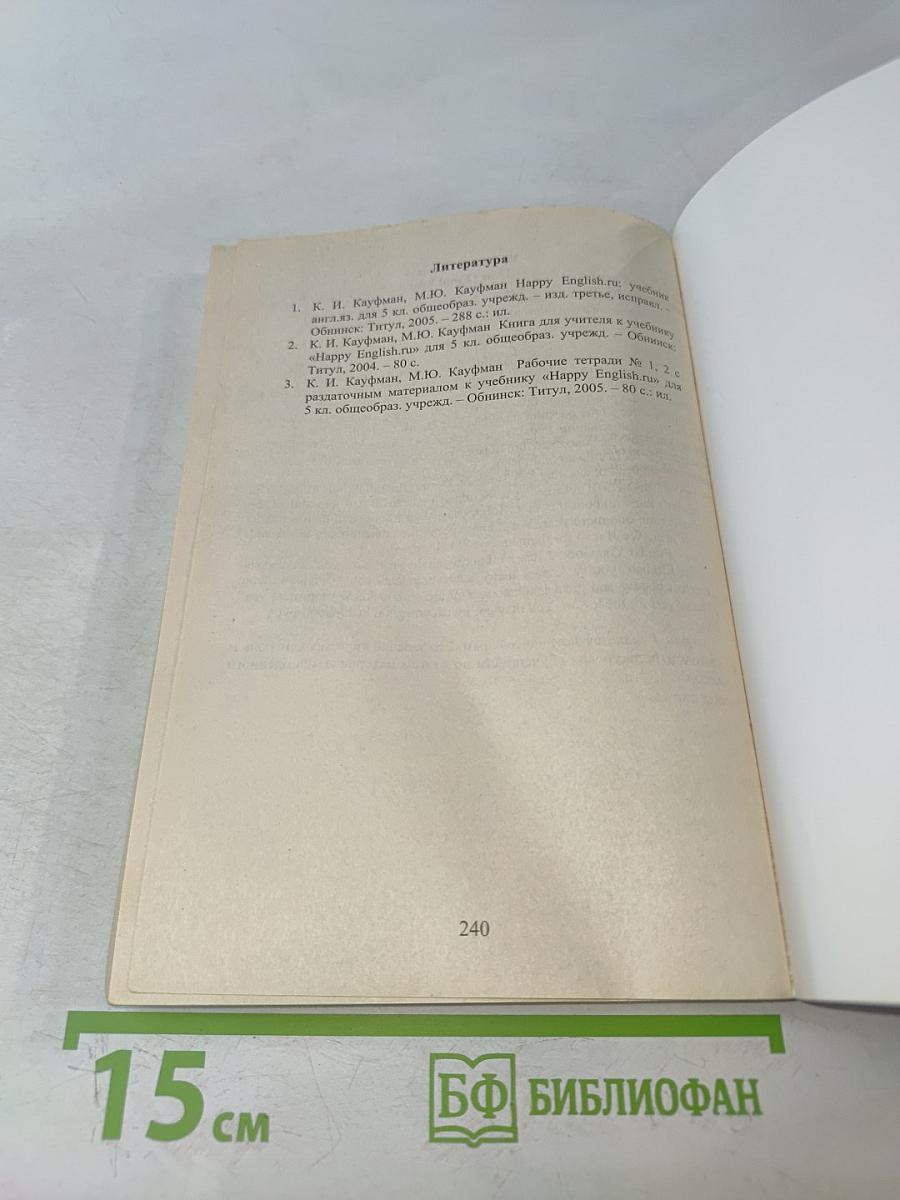 Литература
1. К. И. Кауфман, М.Ю. Кауфман Happy English.ru: учебник
англ.яз. для 5 кл. общеобраз. учрежд. – изд. третье, исправл. –
Обнинск: Титул, 2005. – 288 с.: ил.
2. К. И. Кауфман, М.Ю. Кауфман Книга для учителя к учебнику
«Happy English.ru» для 5 кл. общеобраз. учрежд. – Обнинск:
Титул, 2004. – 80 с.
3. К. И. Кауфман, М.Ю. Кауфман Рабочие тетради № 1, 2 с
раздаточным материалом к учебнику «Happy English.ru» для
5 кл. общеобраз. учрежд. – Обнинск: Титул, 2005. – 80 с.: ил.
240
15 см
БФ БИБЛИОФАН